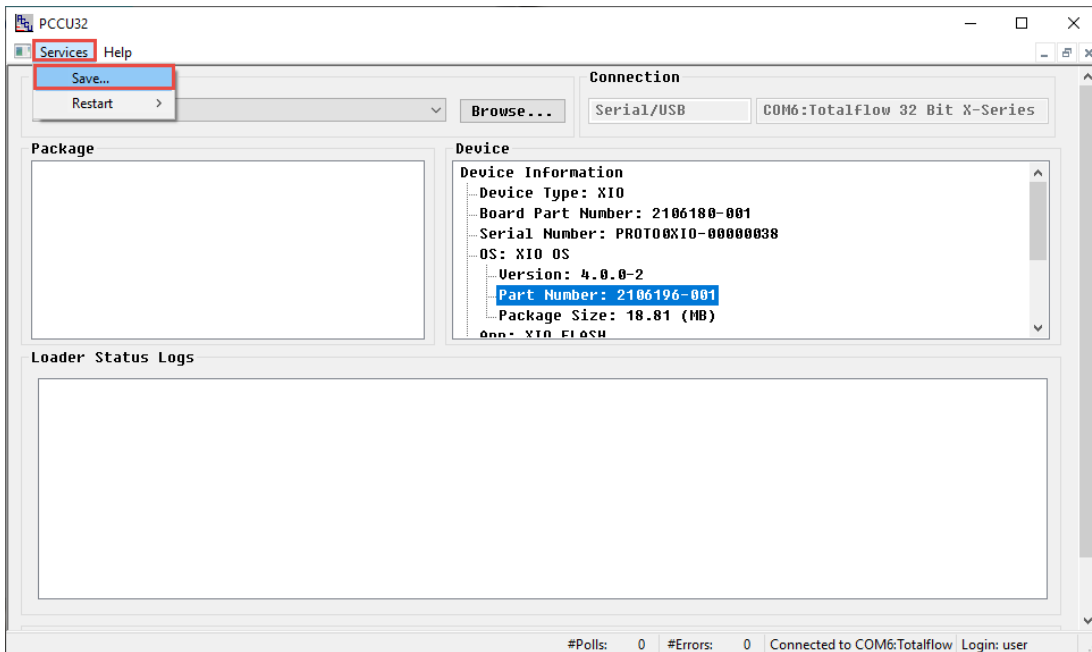 PCCU32
Services Help
Save...
Restart
Connection
Browse...
Serial/USB
COM6:Totalflow 32 Bit X-Series
Package
Device
Device Information
Device Type: XIO
Board Part Number: 2106180-001
Serial Number: PROTO0XIO-00000038
OS: XIO OS
Version: 4.0.0-2
Part Number: 2106196-001
Package Size: 18.81 (MB)
App: XIO FLASH
Loader Status Logs
#Polls: 0 #Errors: 0 Connected to COM6:Totalflow Login: user